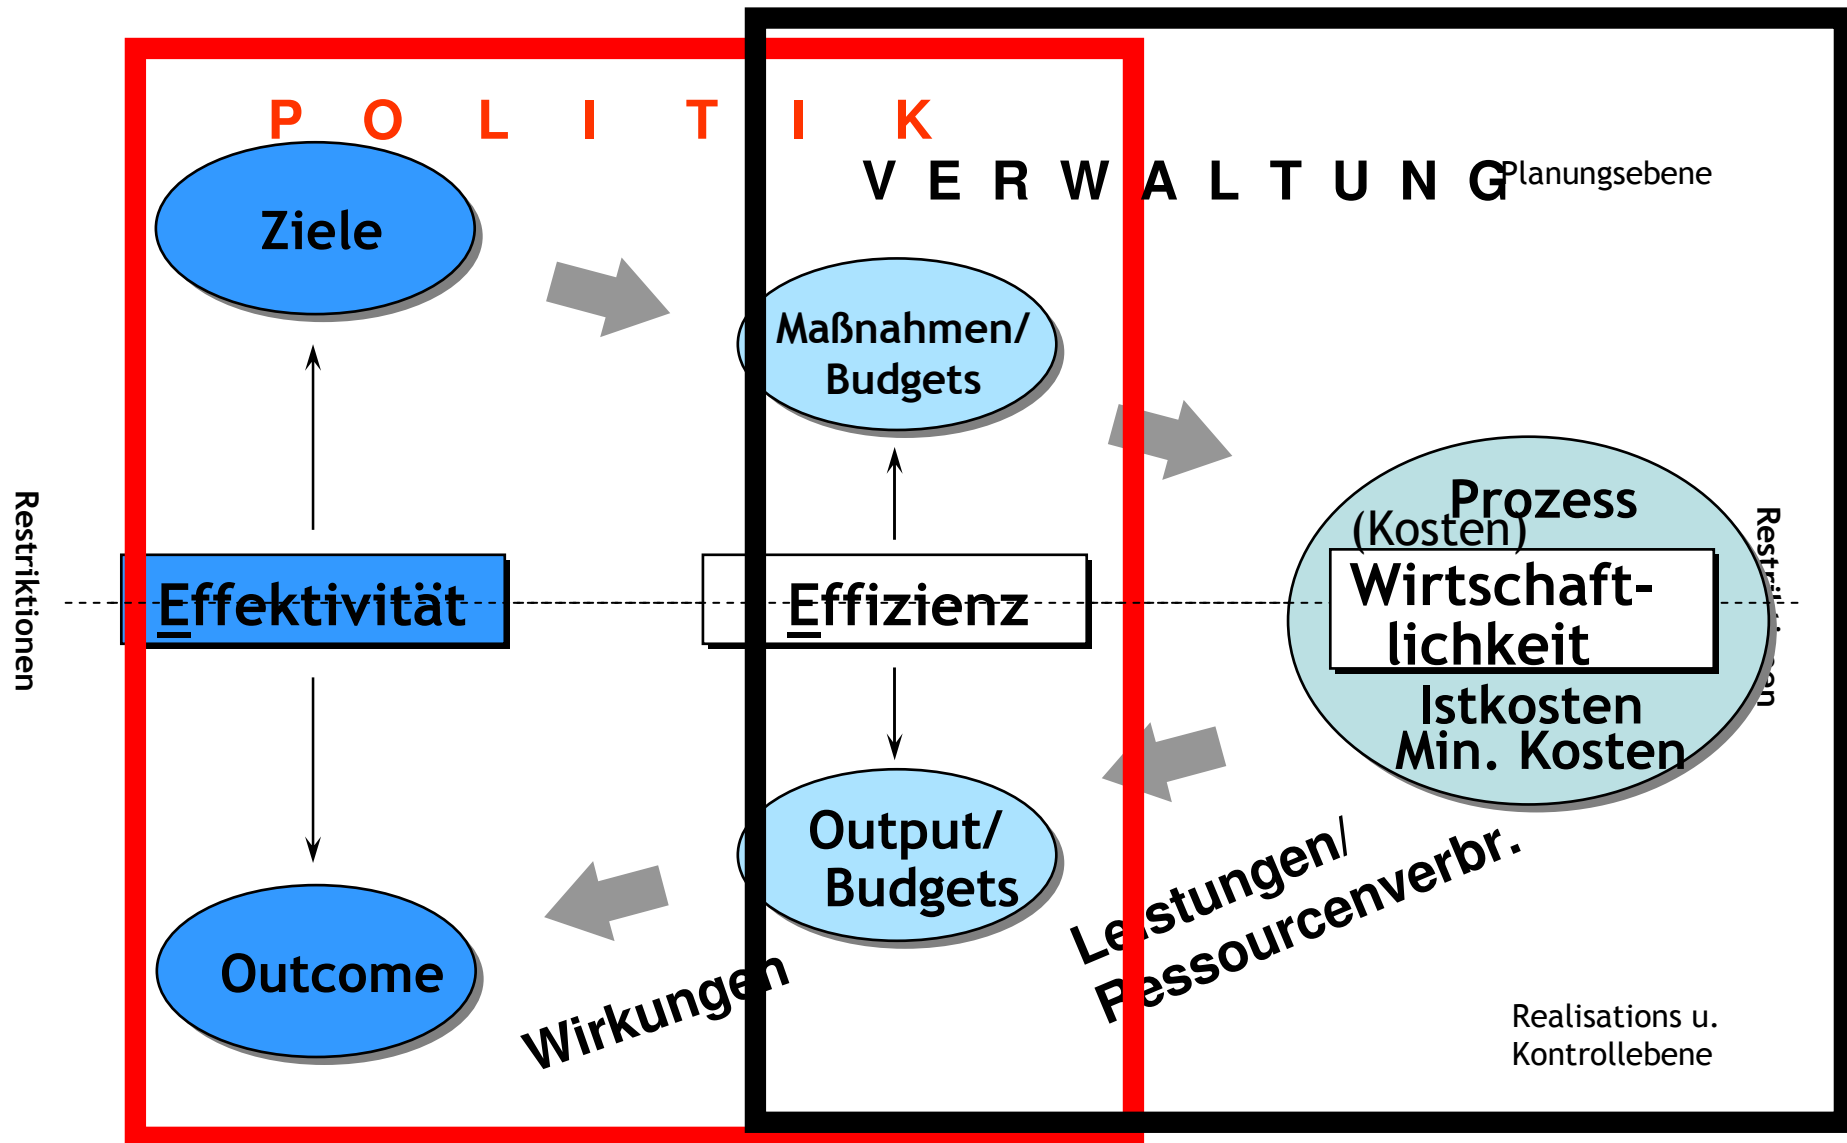 P O L I T I K
V E R W A L T U N G
Planungsebene
Ziele
Maßnahmen/
Budgets
Restriktionen
Prozess
(Kosten)
Effektivität
Effizienz
Wirtschaft-
lichkeit
Restriktionen
Istkosten
Min. Kosten
Output/
Budgets
Leistungen/
Ressourcenverbr.
Outcome
Wirkungen
Realisations u.
Kontrollebene